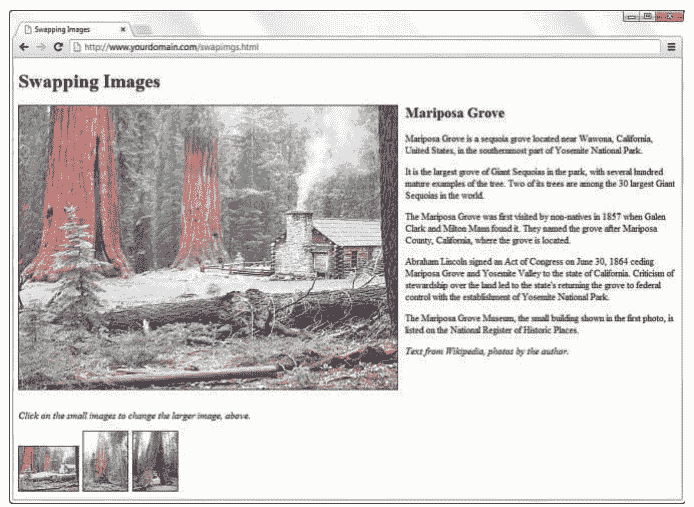 Swapping Images
http://www.yourdomain.com/swapimgs.html
Swapping Images
Mariposa Grove
Mariposa Grove is a sequoia grove located near Wawona, California,
United States, in the southernmost part of Yosemite National Park.
It is the largest grove of Giant Sequoias in the park, with several hundred
mature examples of the tree. Two of its trees are among the 30 largest Giant
Sequoias in the world.
The Mariposa Grove was first visited by non-natives in 1857 when Galen
Clark and Milton Mann found it. They named the grove after Mariposa
County, California, where the grove is located.
Abraham Lincoln signed an Act of Congress on June 30, 1864 ceding
Mariposa Grove and Yosemite Valley to the state of California. Criticism of
stewardship over the land led to the state's returning the grove to federal
control with the establishment of Yosemite National Park.
The Mariposa Grove Museum, the small building shown in the first photo, is
listed on the National Register of Historic Places.
Text from Wikipedia, photos by the author.
Click on the small images to change the larger image, above.